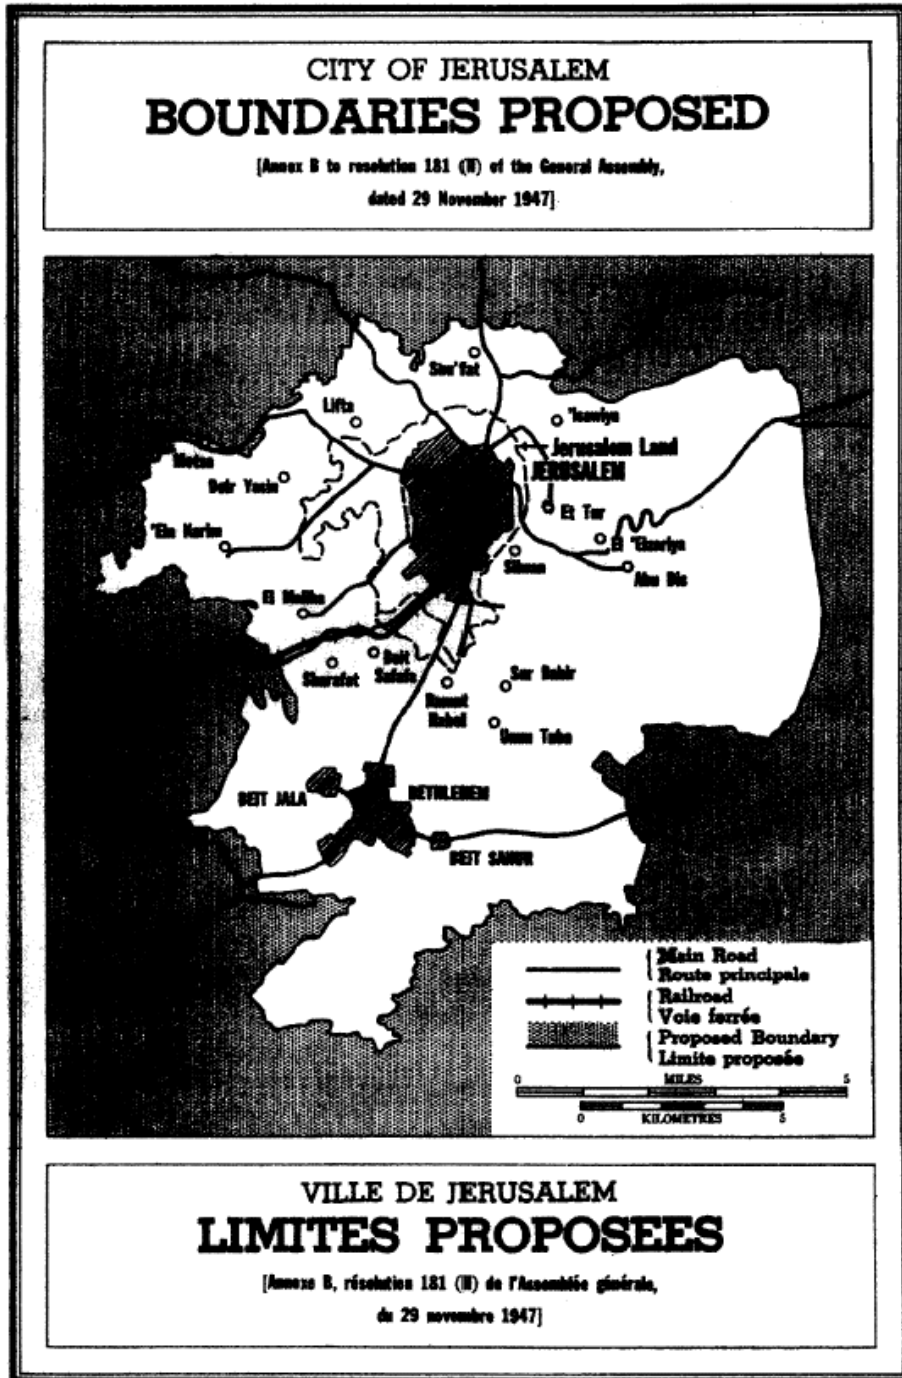 CITY OF JERUSALEM
BOUNDARIES PROPOSED
[Annex B to resolution 181 (II) of the General Assembly,
dated 29 November 1947]
Shu'fat
Lifta
'Isawiya
Jerusalem Land
JERUSALEM
Motsa
Deir Yasin
Et Tur
'Ein Karim
El 'Eizariya
Silwan
Abu Dis
El Maliha
Beit
Safafa
Sharafat
Sur Bahir
Ramat
Rahel
Umm Tuba
BEIT JALA
BETHLEHEM
BEIT SAHUR
Main Road
Route principale
Railroad
Voie ferrée
Proposed Boundary
Limite proposée
0 MILES 5
0 KILOMETRES 5
VILLE DE JERUSALEM
LIMITES PROPOSEES
[Annexe B, résolution 181 (II) de l'Assemblée générale,
du 29 novembre 1947]